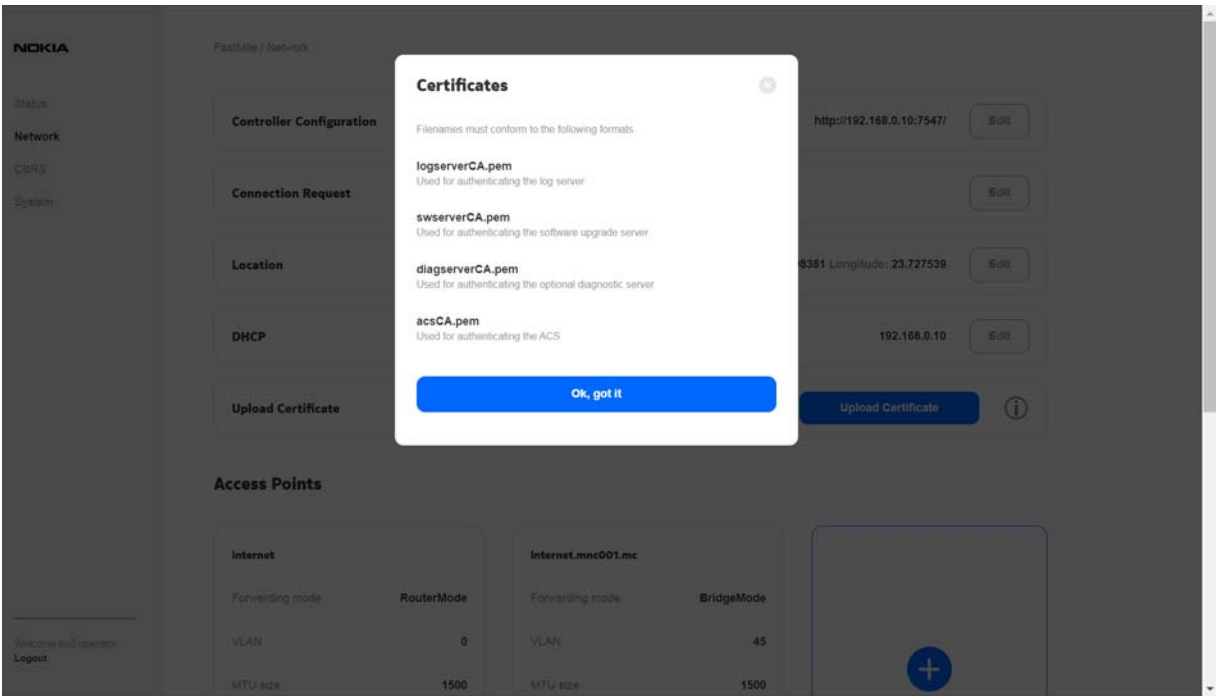 NOKIA
FastMile / Network
Status
Network
CBRS
System
Controller Configuration
http://192.168.0.10:7547/
Edit
Connection Request
Edit
Location
8381 Longitude: 23.727539
Edit
DHCP
192.168.0.10
Edit
Upload Certificate
Upload Certificate
Certificates
Filenames must conform to the following formats
logserverCA.pem
Used for authenticating the log server
swserverCA.pem
Used for authenticating the software upgrade server
diagserverCA.pem
Used for authenticating the optional diagnostic server
acsCA.pem
Used for authenticating the ACS
Ok, got it
Access Points
internet
Forwarding mode RouterMode
VLAN 0
MTU size 1500
Internet.mnc001.mc
Forwarding mode BridgeMode
VLAN 45
MTU size 1500
Welcome
Logout